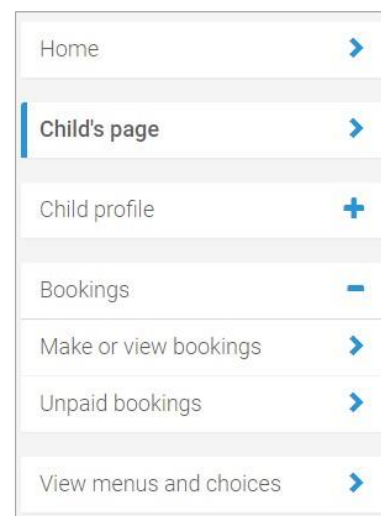 Home
Child's page
Child profile
Bookings
Make or view bookings
Unpaid bookings
View menus and choices